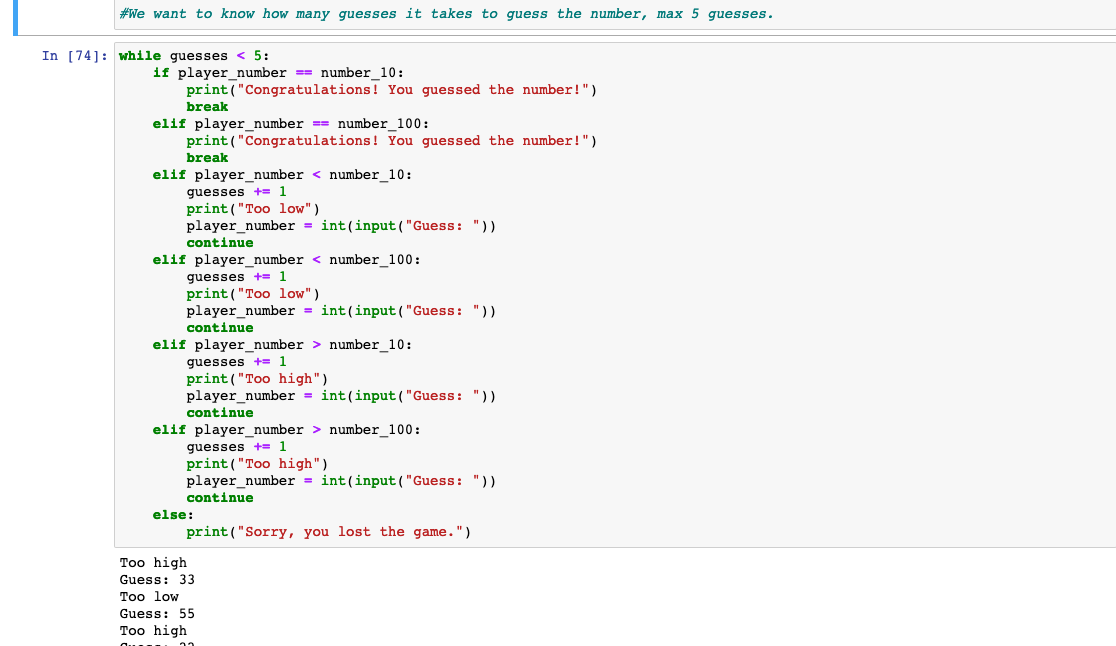 #We want to know how many guesses it takes to guess the number, max 5 guesses.
In [74]: while guesses < 5:
    if player_number == number_10:
        print("Congratulations! You guessed the number!")
        break
    elif player_number == number_100:
        print("Congratulations! You guessed the number!")
        break
    elif player_number < number_10:
        guesses += 1
        print("Too low")
        player_number = int(input("Guess: "))
        continue
    elif player_number < number_100:
        guesses += 1
        print("Too low")
        player_number = int(input("Guess: "))
        continue
    elif player_number > number_10:
        guesses += 1
        print("Too high")
        player_number = int(input("Guess: "))
        continue
    elif player_number > number_100:
        guesses += 1
        print("Too high")
        player_number = int(input("Guess: "))
        continue
    else:
        print("Sorry, you lost the game.")
Too high
Guess: 33
Too low
Guess: 55
Too high